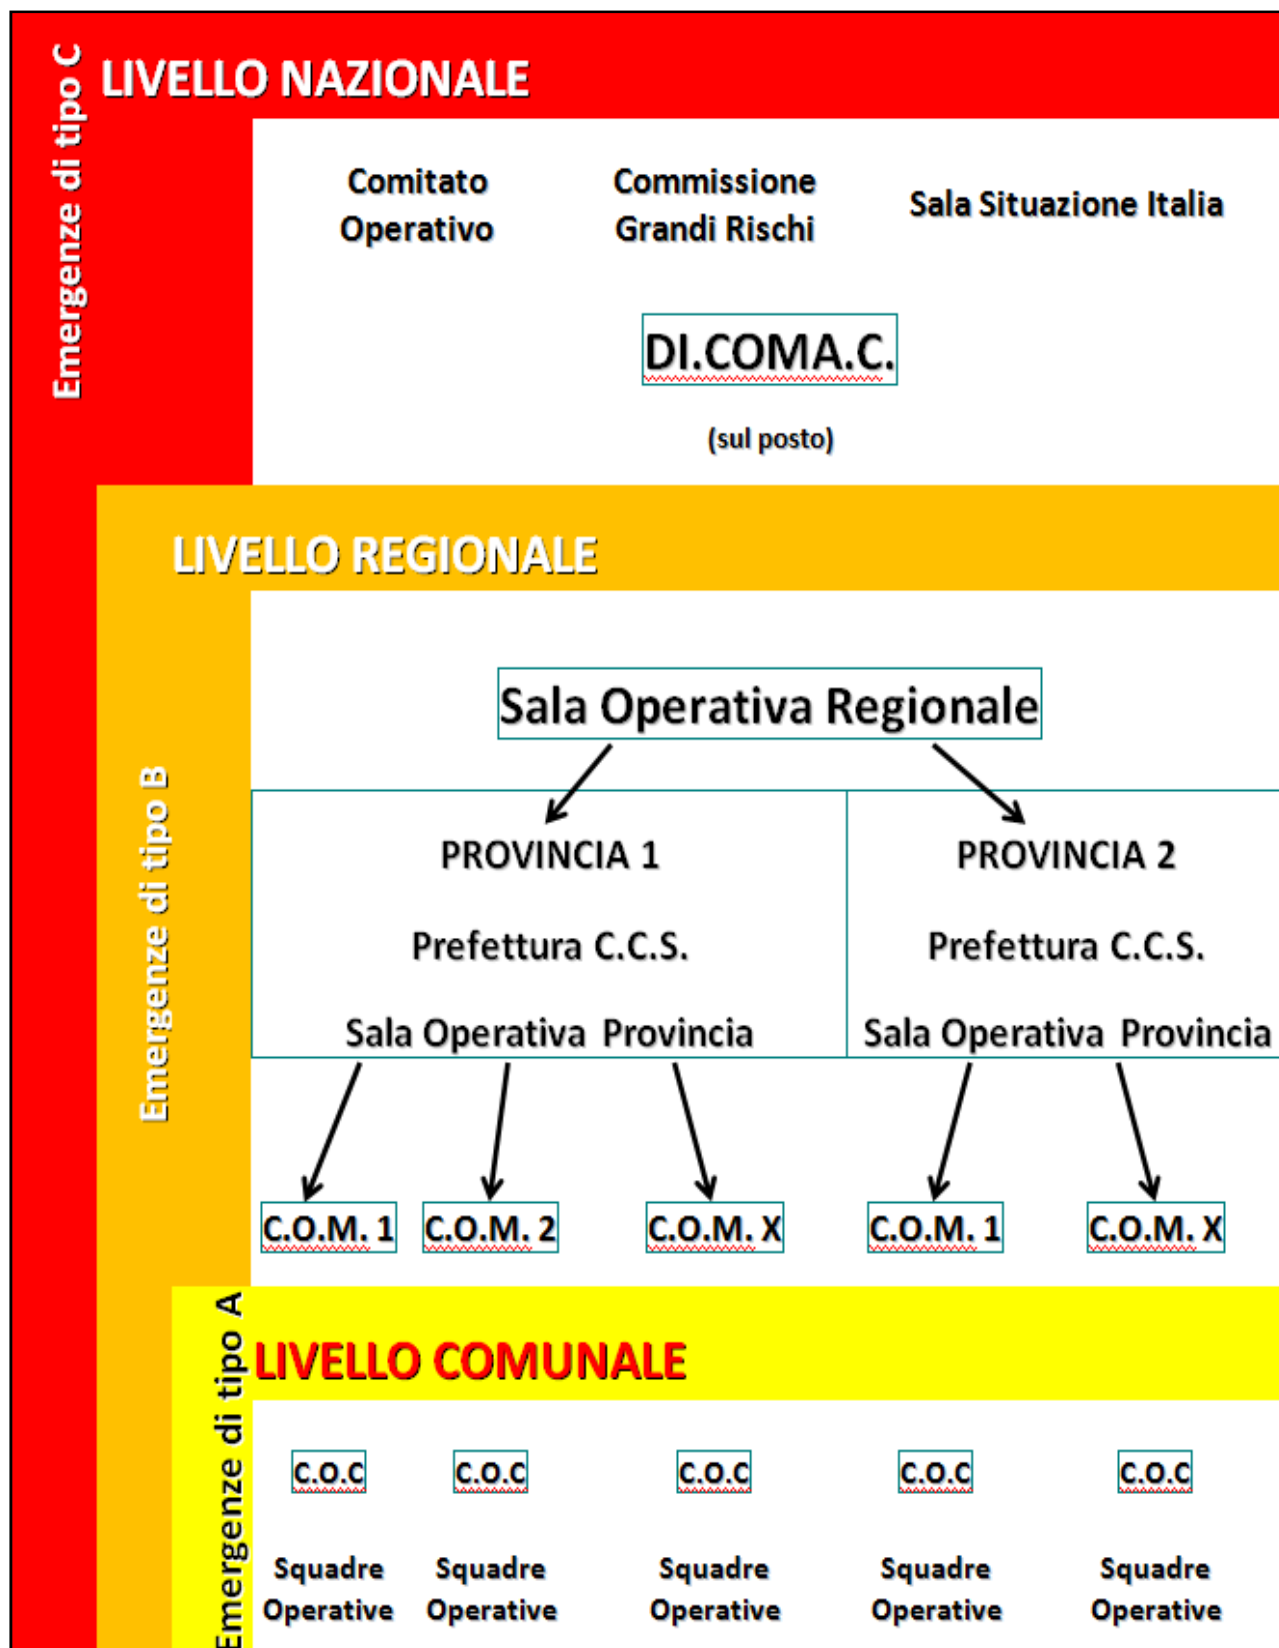 Emergenze di tipo C
LIVELLO NAZIONALE
Comitato
Operativo
Commissione
Grandi Rischi
Sala Situazione Italia
DI.COMA.C.
(sul posto)
Emergenze di tipo B
LIVELLO REGIONALE
Sala Operativa Regionale
PROVINCIA 1
Prefettura C.C.S.
Sala Operativa Provincia
PROVINCIA 2
Prefettura C.C.S.
Sala Operativa Provincia
C.O.M. 1
C.O.M. 2
C.O.M. X
C.O.M. 1
C.O.M. X
Emergenze di tipo A
LIVELLO COMUNALE
C.O.C
C.O.C
C.O.C
C.O.C
C.O.C
Squadre
Operative
Squadre
Operative
Squadre
Operative
Squadre
Operative
Squadre
Operative